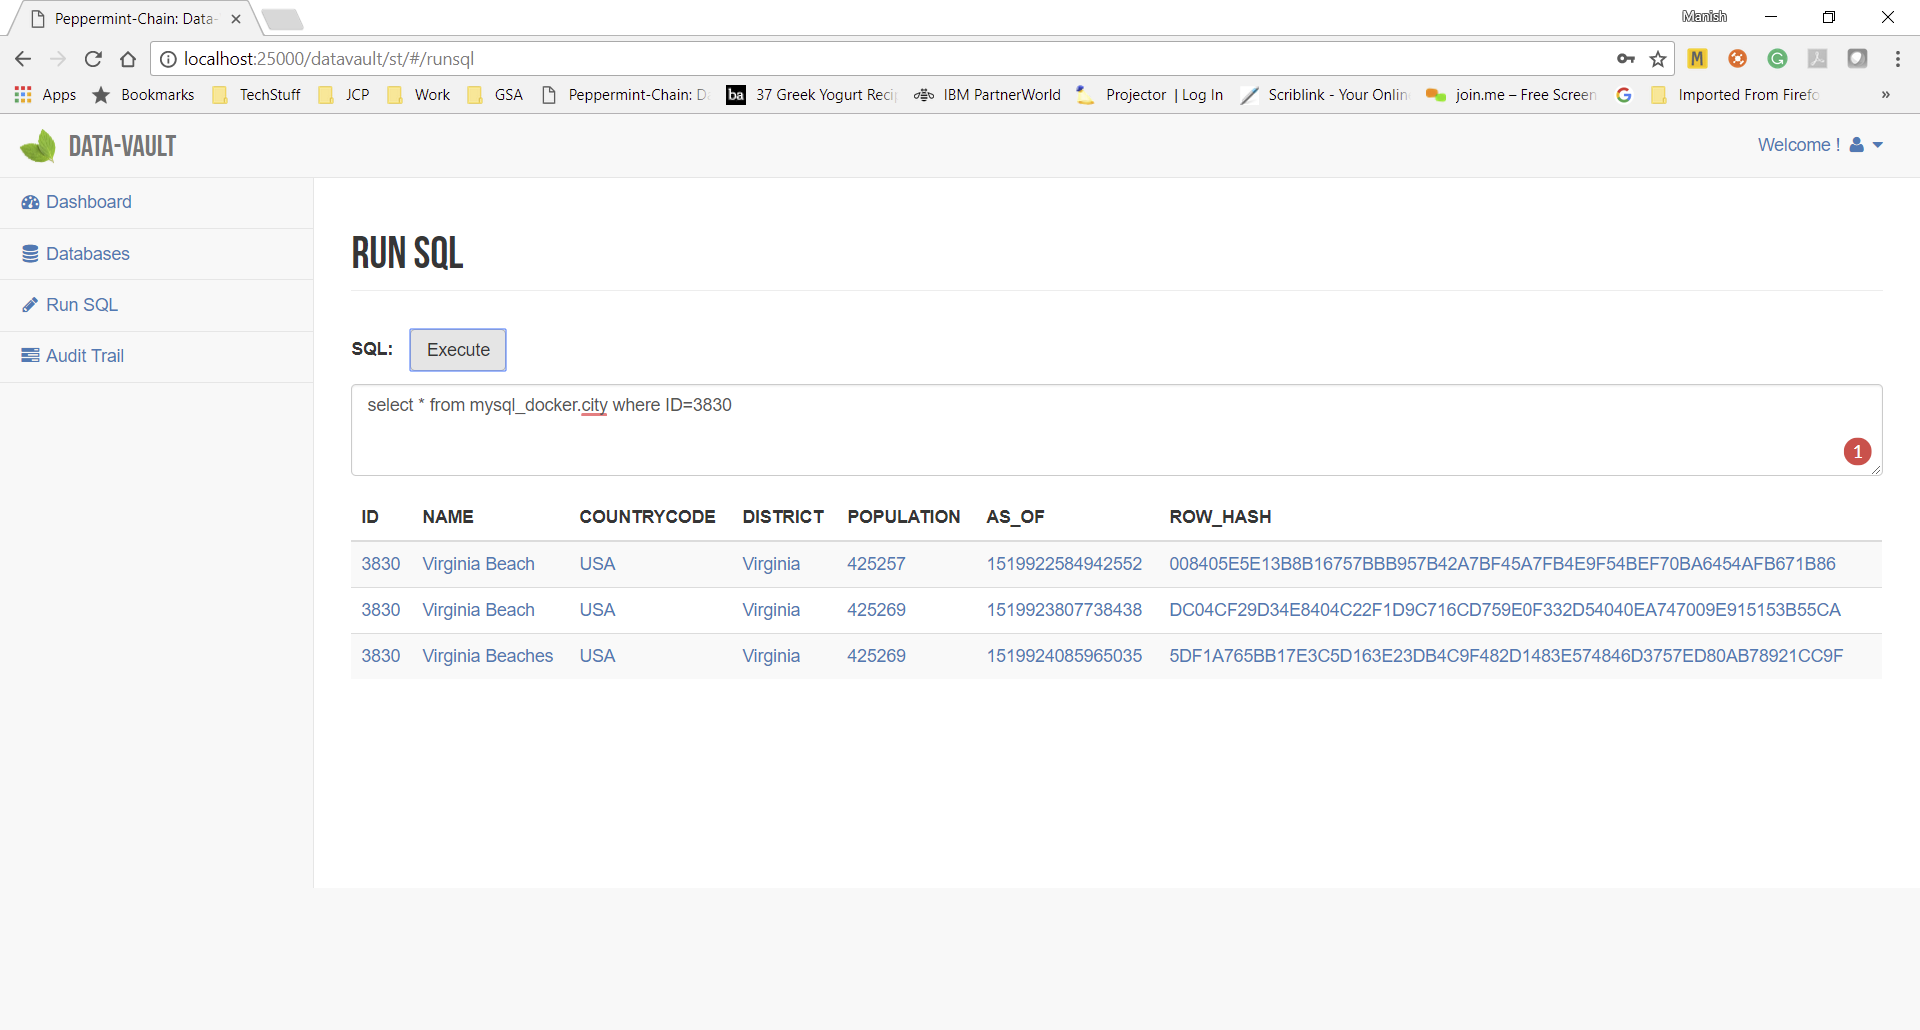 Peppermint-Chain: Data-
Manish
localhost:25000/datavault/st/#/runsql
M
G
Apps
Bookmarks
TechStuff
JCP
Work
GSA
Peppermint-Chain: D
ba
37 Greek Yogurt Reci
IBM PartnerWorld
Projector | Log In
Scriblink - Your Onlin
join.me – Free Screen
G
Imported From Firefo
»
DATA-VAULT
Welcome !
Dashboard
Databases
Run SQL
Audit Trail
RUN SQL
SQL: Execute
select * from mysql_docker.city where ID=3830
1
ID NAME COUNTRYCODE DISTRICT POPULATION AS_OF ROW_HASH
3830 Virginia Beach USA Virginia 425257 1519922584942552 008405E5E13B8B16757BBB957B42A7BF45A7FB4E9F54BEF70BA6454AFB671B86
3830 Virginia Beach USA Virginia 425269 1519923807738438 DC04CF29D34E8404C22F1D9C716CD759E0F332D54040EA747009E915153B55CA
3830 Virginia Beaches USA Virginia 425269 1519924085965035 5DF1A765BB17E3C5D163E23DB4C9F482D1483E574846D3757ED80AB78921CC9F